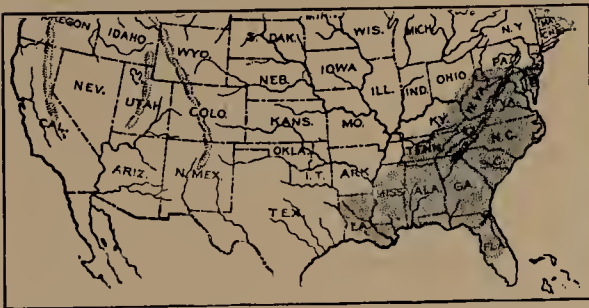 OREGON IDAHO WYO. S. DAK. WIS. MICH. N.Y
NEB. IOWA ILL. IND. OHIO PA.
NEV. UTAH COLO. KANS. MO. KY. W.VA. VA.
CAL. ARIZ. N. MEX. OKLA. I.T. ARK. TENN. N.C.
TEX. LA. MISS ALA. GA. S.C.
FLA.